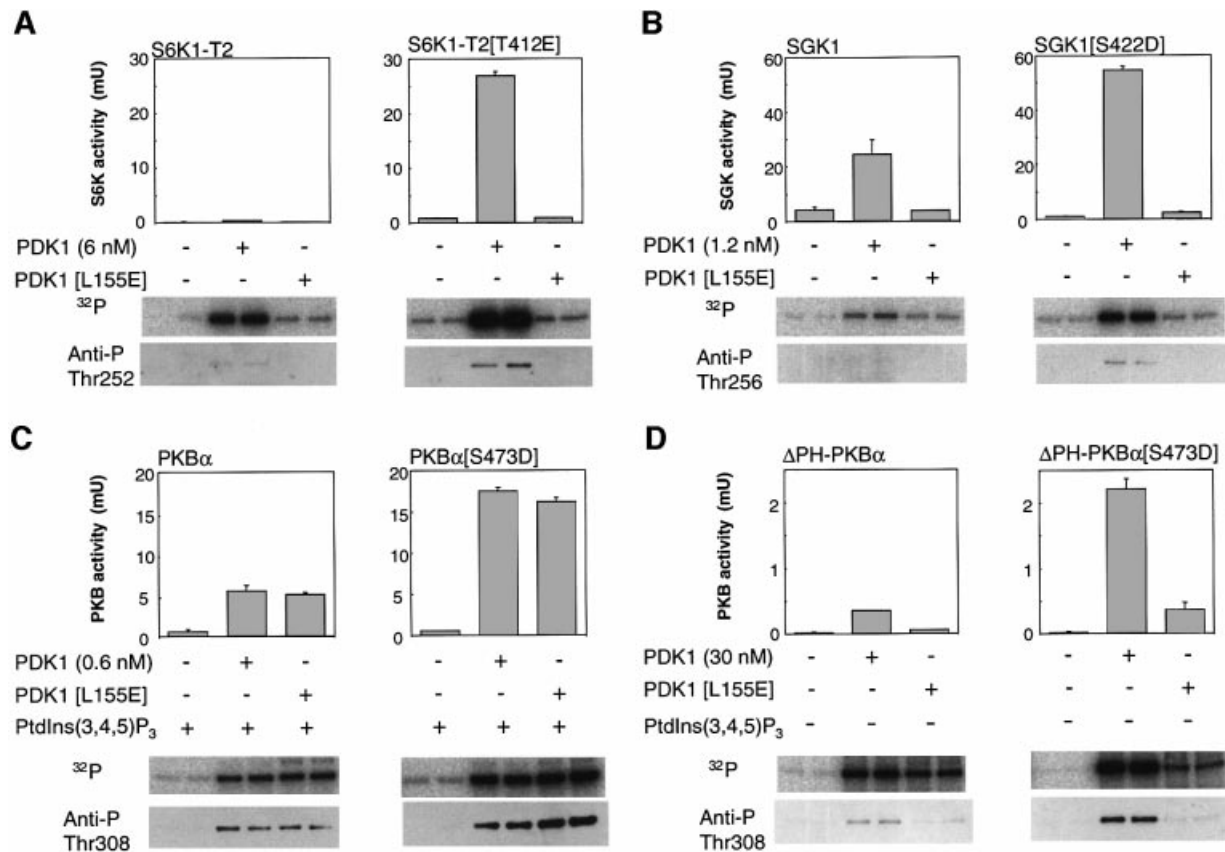 A
S6K1-T2
S6K1-T2[T412E]
S6K activity (mU)
30
20
10
0
30
20
10
0
PDK1 (6 nM) - + - - + -
PDK1 [L155E] - - + - - +
32P
Anti-P
Thr252
B
SGK1
SGK1[S422D]
SGK activity (mU)
60
40
20
0
60
40
20
0
PDK1 (1.2 nM) - + - - + -
PDK1 [L155E] - - + - - +
32P
Anti-P
Thr256
C
PKBα
PKBα[S473D]
PKB activity (mU)
20
15
10
5
0
20
15
10
5
0
PDK1 (0.6 nM) - + - - + -
PDK1 [L155E] - - + - - +
PtdIns(3,4,5)P3 + + + + + +
32P
Anti-P
Thr308
D
ΔPH-PKBα
ΔPH-PKBα[S473D]
PKB activity (mU)
2
1
0
2
1
0
PDK1 (30 nM) - + - - + -
PDK1 [L155E] - - + - - +
PtdIns(3,4,5)P3 - - - - - -
32P
Anti-P
Thr308